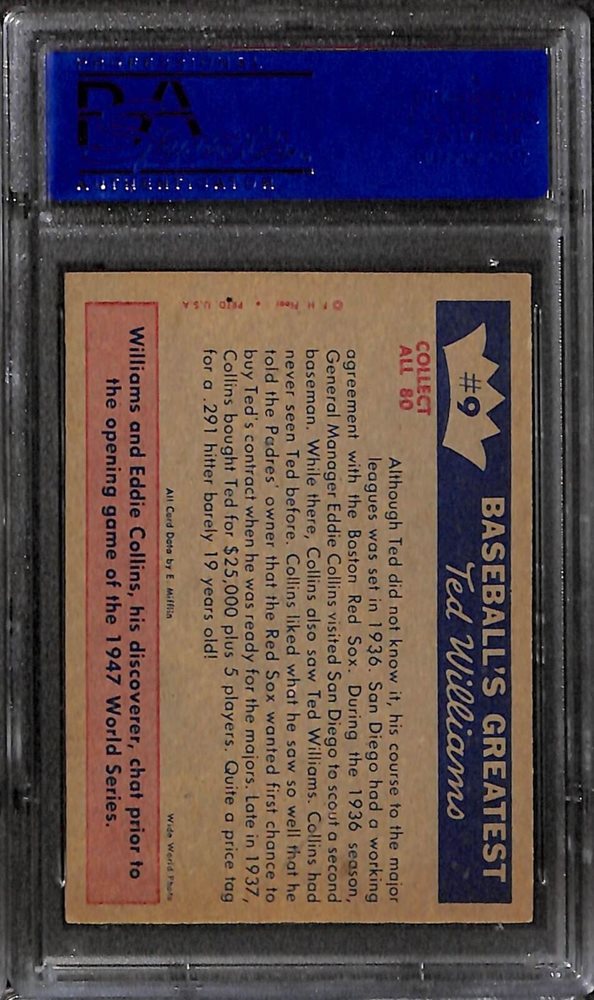 PSA
#9
BASEBALL'S GREATEST
Ted Williams
COLLECT
ALL 80
Although Ted did not know it, his course to the major
leagues was set in 1936. San Diego had a working
agreement with the Boston Red Sox. During the 1936 season,
General Manager Eddie Collins visited San Diego to scout a second
baseman. While there, Collins also saw Ted Williams. Collins had
never seen Ted before. Collins liked what he saw so well that he
told the Padres' owner that the Red Sox wanted first chance to
buy Ted's contract when he was ready for the majors. Late in 1937,
Collins bought Ted for $25,000 plus 5 players. Quite a price tag
for a .291 hitter barely 19 years old!
© F. H. Fleer • PRTD. U.S.A.
All Card Data by E. Mifflin
Wide World Photo
Williams and Eddie Collins, his discoverer, chat prior to
the opening game of the 1947 World Series.